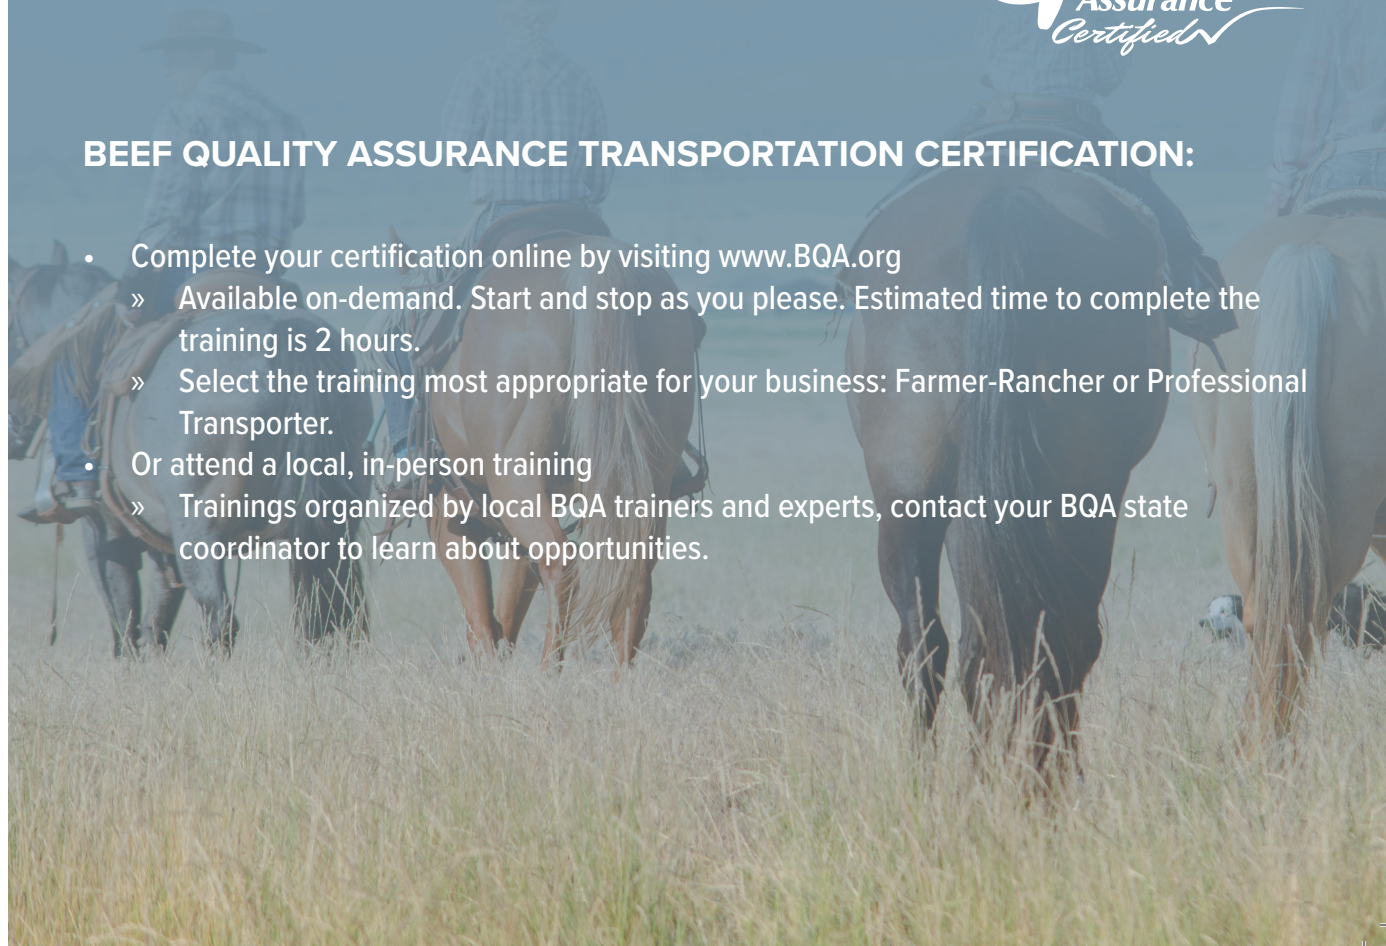 Assurance
Certified
BEEF QUALITY ASSURANCE TRANSPORTATION CERTIFICATION:
• Complete your certification online by visiting www.BQA.org
» Available on-demand. Start and stop as you please. Estimated time to complete the
training is 2 hours.
» Select the training most appropriate for your business: Farmer-Rancher or Professional
Transporter.
• Or attend a local, in-person training
» Trainings organized by local BQA trainers and experts, contact your BQA state
coordinator to learn about opportunities.